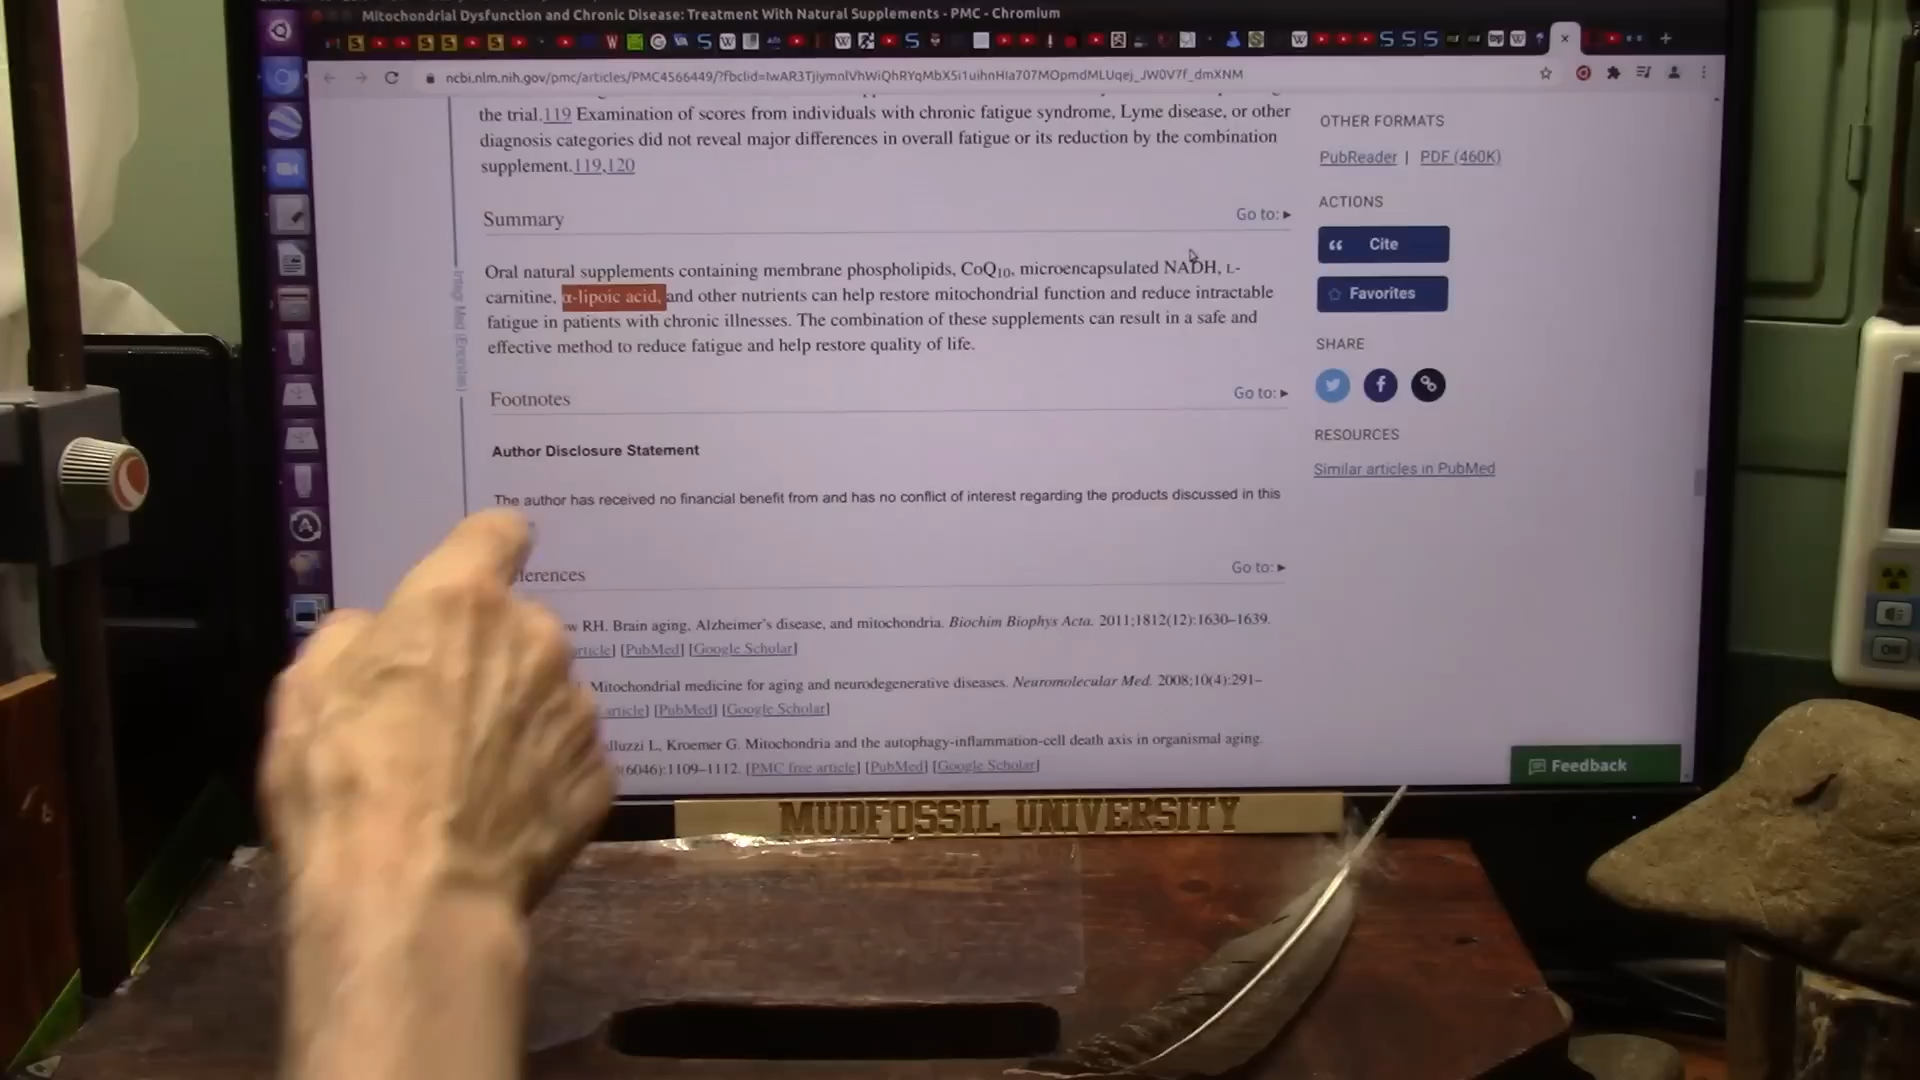 Mitochondrial Dysfunction and Chronic Disease: Treatment With Natural Supplements - PMC - Chromium
ncbi.nlm.nih.gov/pmc/articles/PMC4566449/?fbclid=
the trial.119 Examination of scores from individuals with chronic fatigue syndrome, Lyme disease, or other
diagnosis categories did not reveal major differences in overall fatigue or its reduction by the combination
supplement.119,120
Summary
Go to: ▸
Oral natural supplements containing membrane phospholipids, CoQ10, microencapsulated NADH, L-
carnitine, α-lipoic acid, and other nutrients can help restore mitochondrial function and reduce intractable
fatigue in patients with chronic illnesses. The combination of these supplements can result in a safe and
effective method to reduce fatigue and help restore quality of life.
Footnotes
Go to: ▸
Author Disclosure Statement
The author has received no financial benefit from and has no conflict of interest regarding the products discussed in this
erences
Go to: ▸
w RH. Brain aging, Alzheimer's disease, and mitochondria. Biochim Biophys Acta. 2011;1812(12):1630–1639.
article] [PubMed] [Google Scholar]
Mitochondrial medicine for aging and neurodegenerative diseases. Neuromolecular Med. 2008;10(4):291–
article] [PubMed] [Google Scholar]
lluzzi L, Kroemer G. Mitochondria and the autophagy-inflammation-cell death axis in organismal aging.
(6046):1109–1112. [PMC free article] [PubMed] [Google Scholar]
Integr Med (Encinitas)
OTHER FORMATS
PubReader | PDF (460K)
ACTIONS
Cite
Favorites
SHARE
RESOURCES
Similar articles in PubMed
Feedback
MUDFOSSIL UNIVERSITY